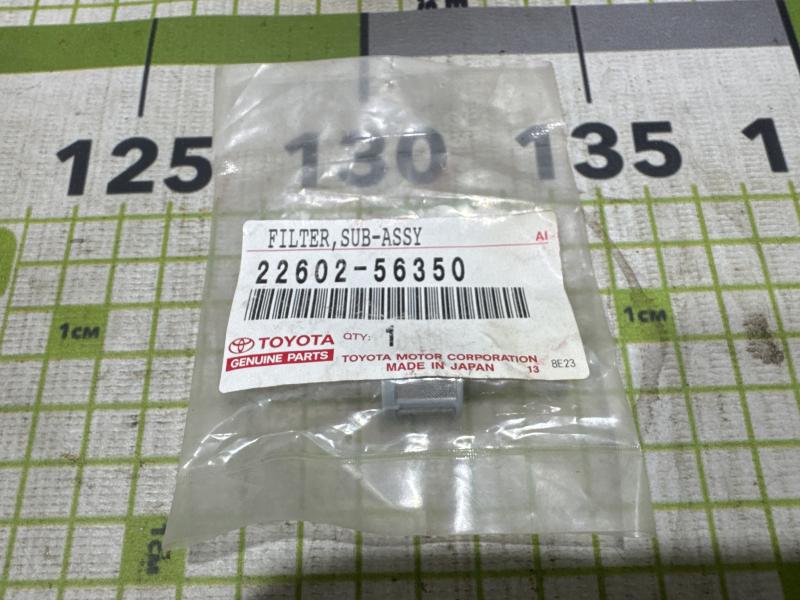 125 130 135 1
FILTER,SUB-ASSY AI
22602-56350
TOYOTA QTY: 1
GENUINE PARTS TOYOTA MOTOR CORPORATION
MADE IN JAPAN 13 8E23
1см 1см
1см